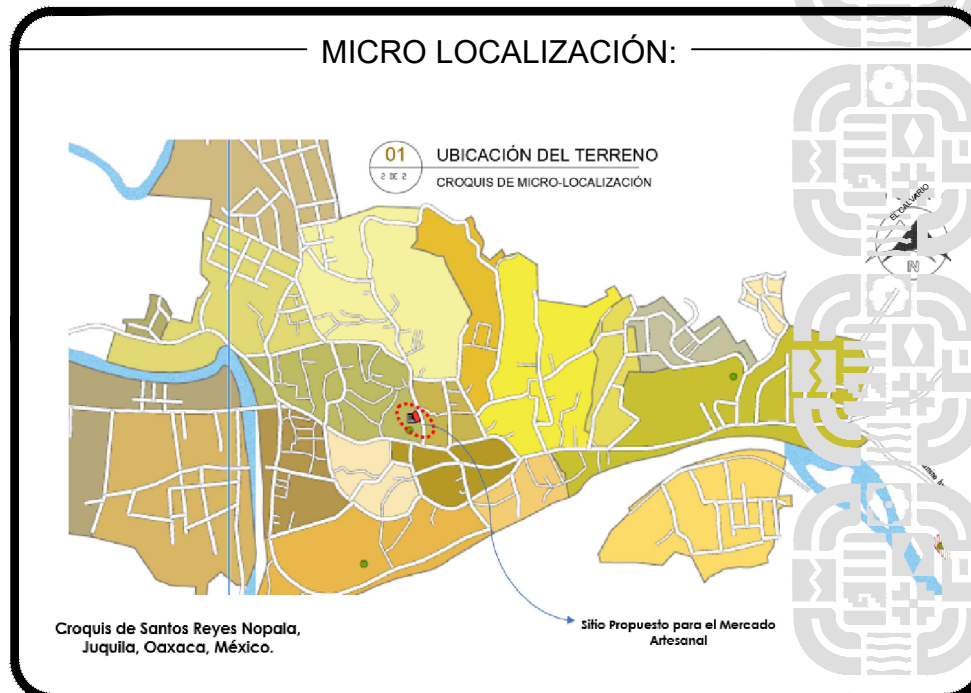 MICRO LOCALIZACIÓN:
01
2 DE 2
UBICACIÓN DEL TERRENO
CROQUIS DE MICRO-LOCALIZACIÓN
EL CALVARIO
N
Croquis de Santos Reyes Nopala,
Juquila, Oaxaca, México.
Sitio Propuesto para el Mercado
Artesanal